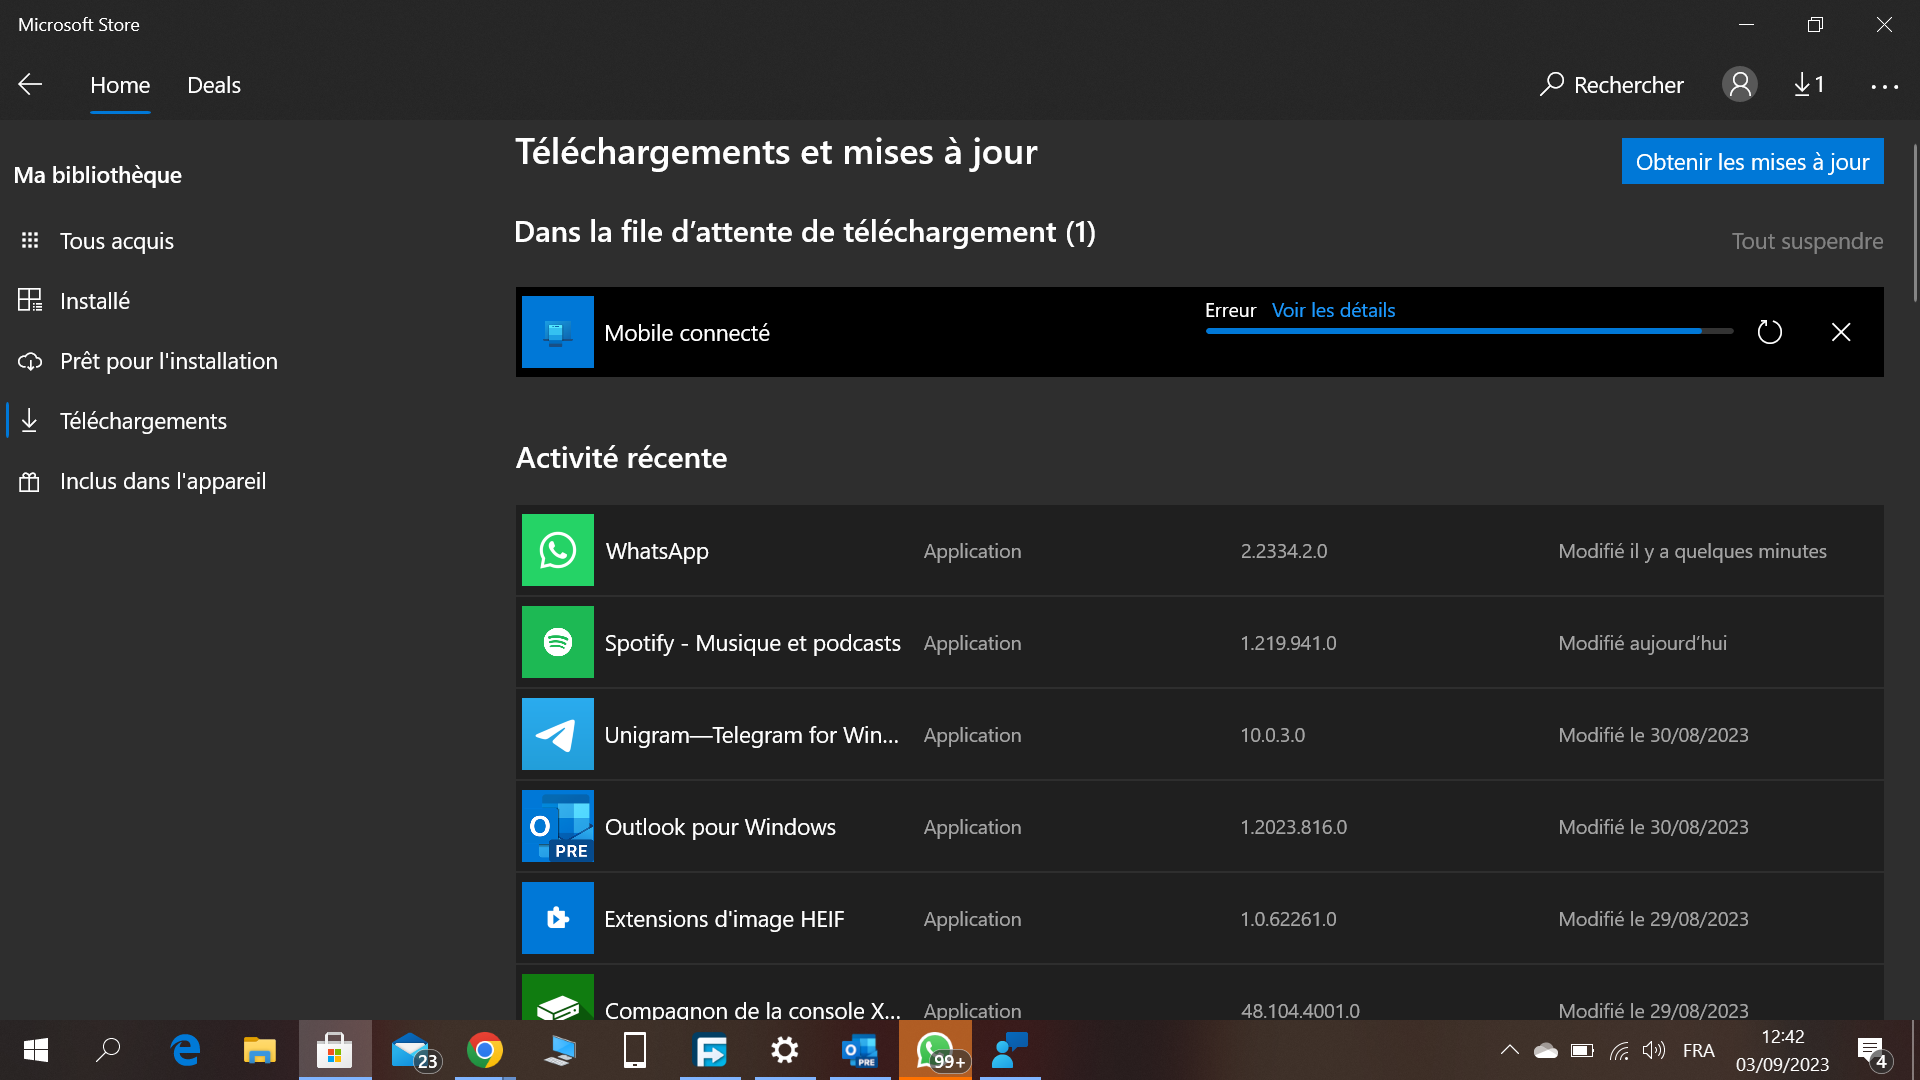 Microsoft Store
Home Deals Rechercher 1
Ma bibliothèque
Tous acquis
Installé
Prêt pour l'installation
Téléchargements
Inclus dans l'appareil
Téléchargements et mises à jour
Obtenir les mises à jour
Dans la file d’attente de téléchargement (1)
Tout suspendre
Mobile connecté
Erreur Voir les détails
Activité récente
WhatsApp Application 2.2334.2.0 Modifié il y a quelques minutes
Spotify - Musique et podcasts Application 1.219.941.0 Modifié aujourd’hui
Unigram—Telegram for Win... Application 10.0.3.0 Modifié le 30/08/2023
O PRE Outlook pour Windows Application 1.2023.816.0 Modifié le 30/08/2023
Extensions d'image HEIF Application 1.0.62261.0 Modifié le 29/08/2023
Compagnon de la console X... Application 48.104.4001.0 Modifié le 29/08/2023
23 O PRE 99+ FRA 12:42
03/09/2023 4